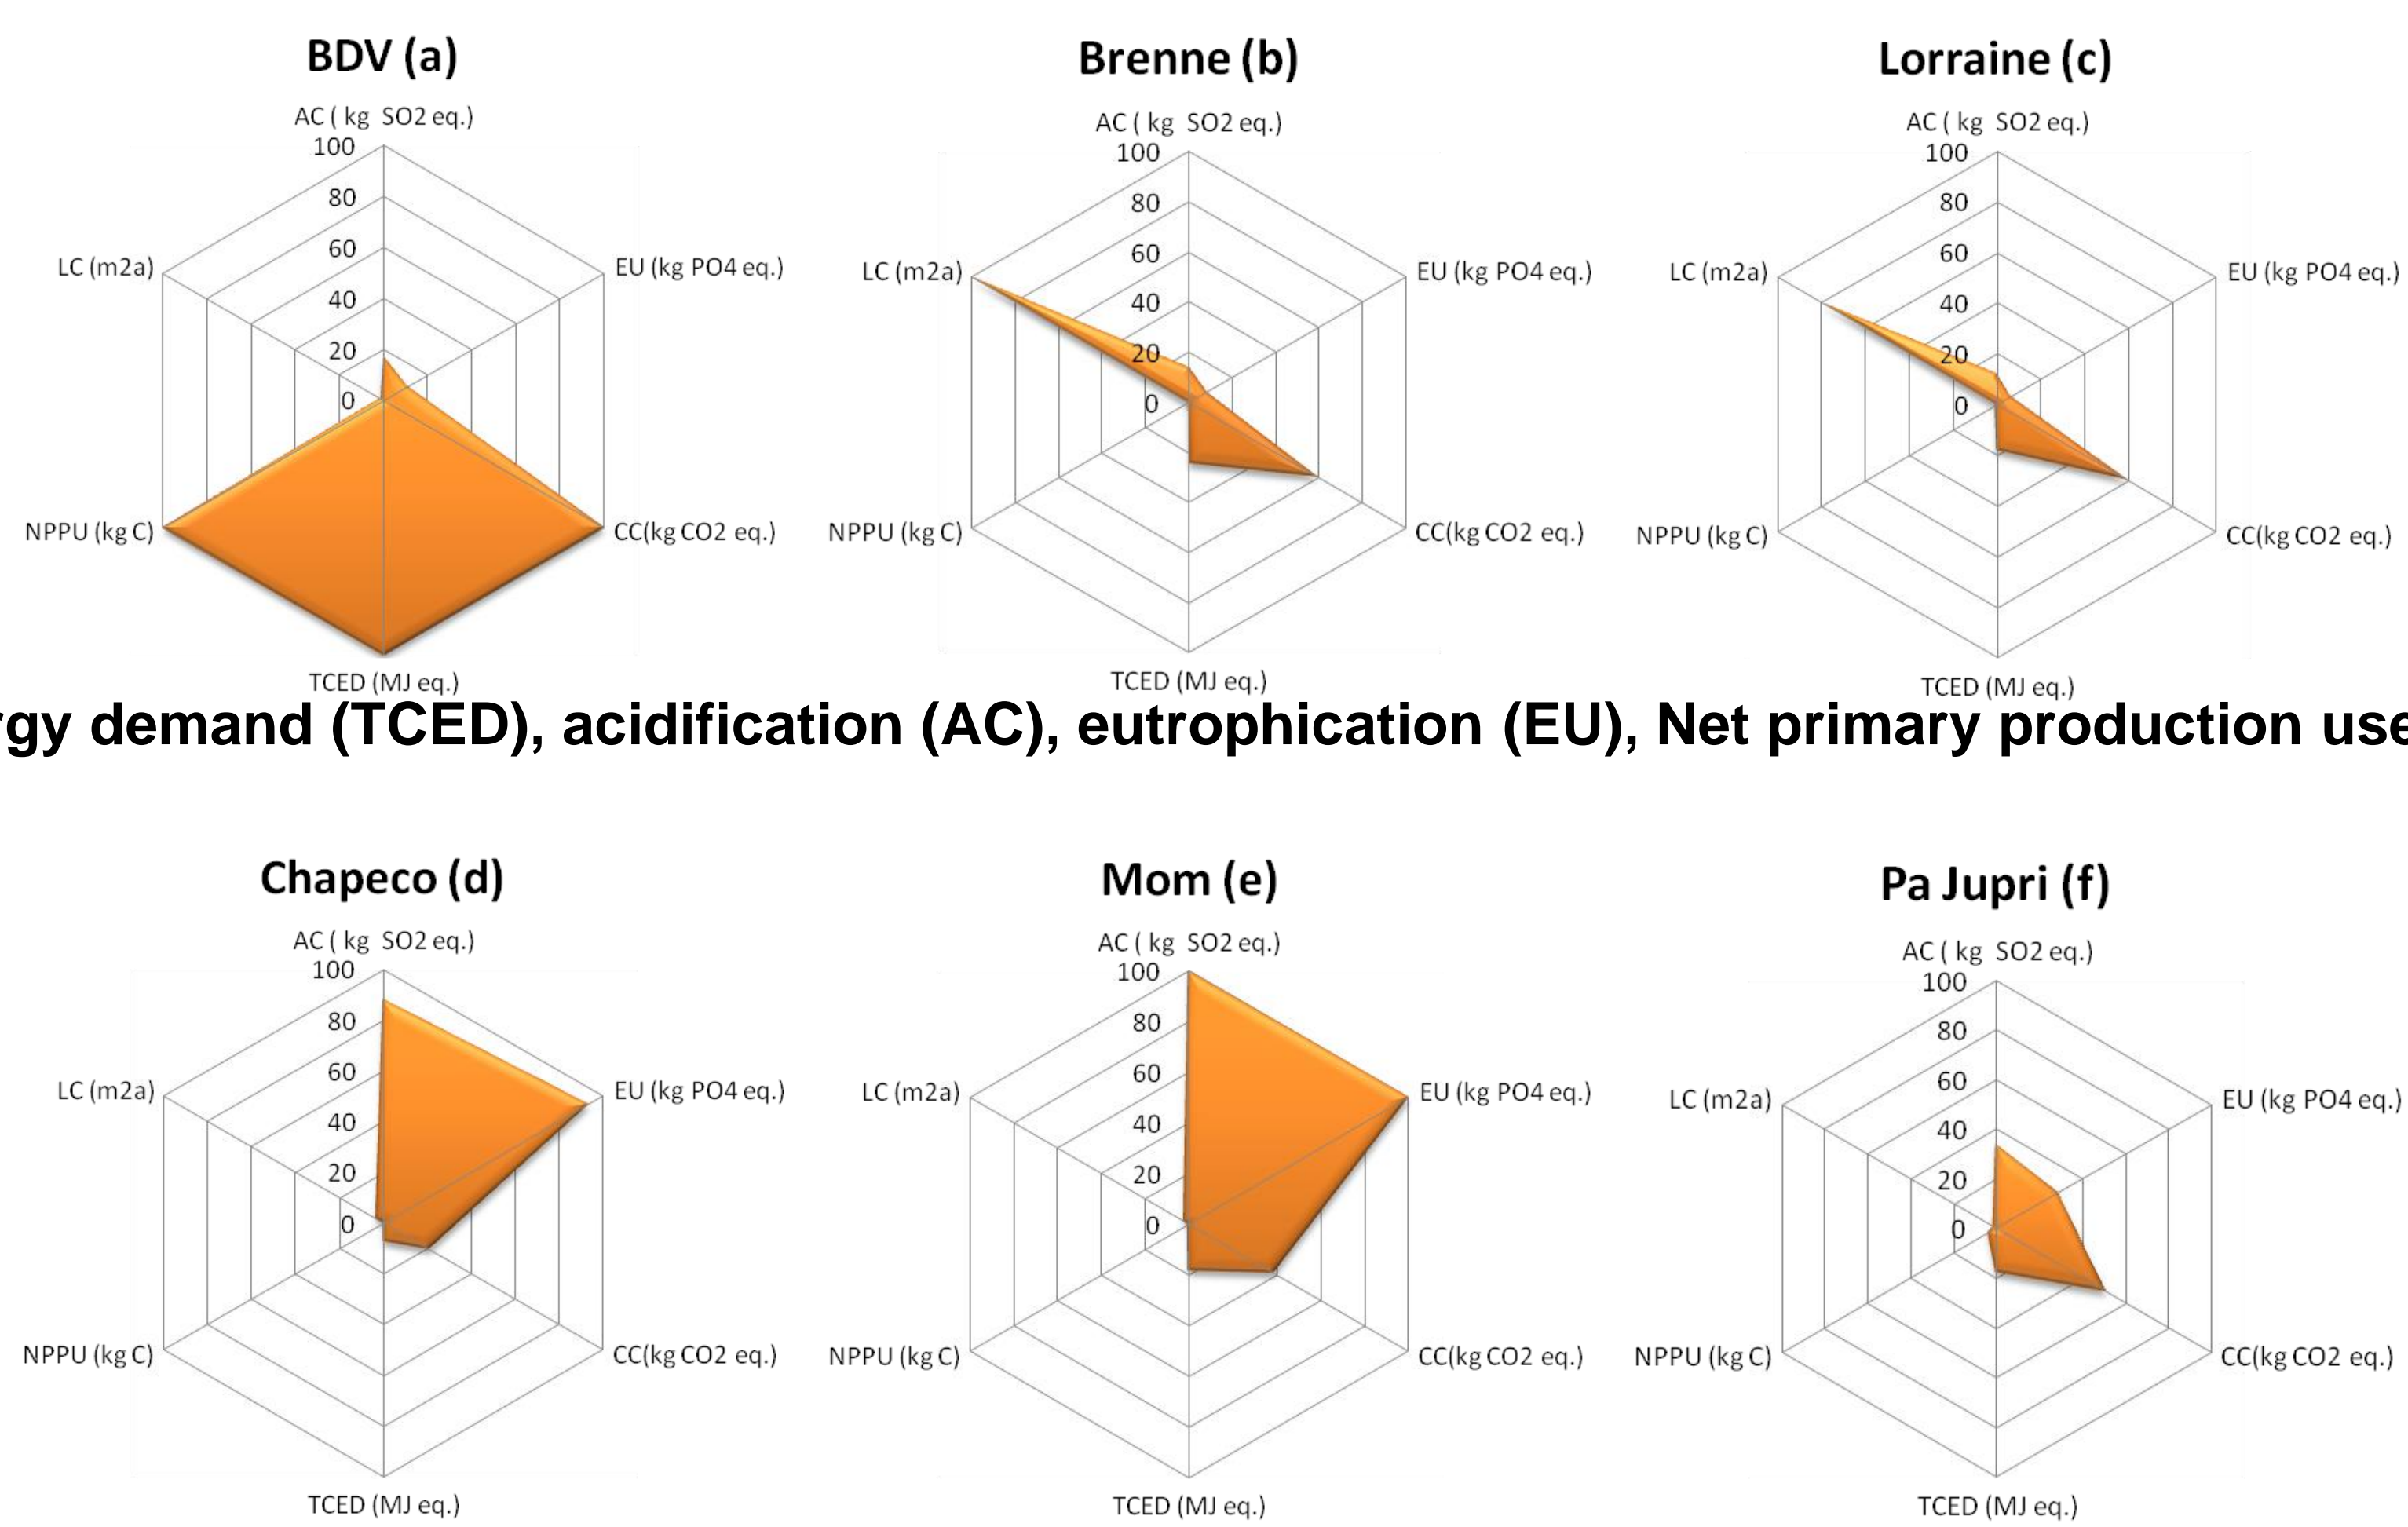 BDV (a)
AC ( kg SO2 eq.)
100
80
60
40
20
0
LC (m2a)
EU (kg PO4 eq.)
NPPU (kg C)
CC(kg CO2 eq.)
TCED (MJ eq.)
Brenne (b)
AC ( kg SO2 eq.)
100
80
60
40
20
0
LC (m2a)
EU (kg PO4 eq.)
NPPU (kg C)
CC(kg CO2 eq.)
TCED (MJ eq.)
Lorraine (c)
AC ( kg SO2 eq.)
100
80
60
40
20
0
LC (m2a)
EU (kg PO4 eq.)
NPPU (kg C)
CC(kg CO2 eq.)
TCED (MJ eq.)
rgy demand (TCED), acidification (AC), eutrophication (EU), Net primary production use
Chapeco (d)
AC ( kg SO2 eq.)
100
80
60
40
20
0
LC (m2a)
EU (kg PO4 eq.)
NPPU (kg C)
CC(kg CO2 eq.)
TCED (MJ eq.)
Mom (e)
AC ( kg SO2 eq.)
100
80
60
40
20
0
LC (m2a)
EU (kg PO4 eq.)
NPPU (kg C)
CC(kg CO2 eq.)
TCED (MJ eq.)
Pa Jupri (f)
AC ( kg SO2 eq.)
100
80
60
40
20
0
LC (m2a)
EU (kg PO4 eq.)
NPPU (kg C)
CC(kg CO2 eq.)
TCED (MJ eq.)